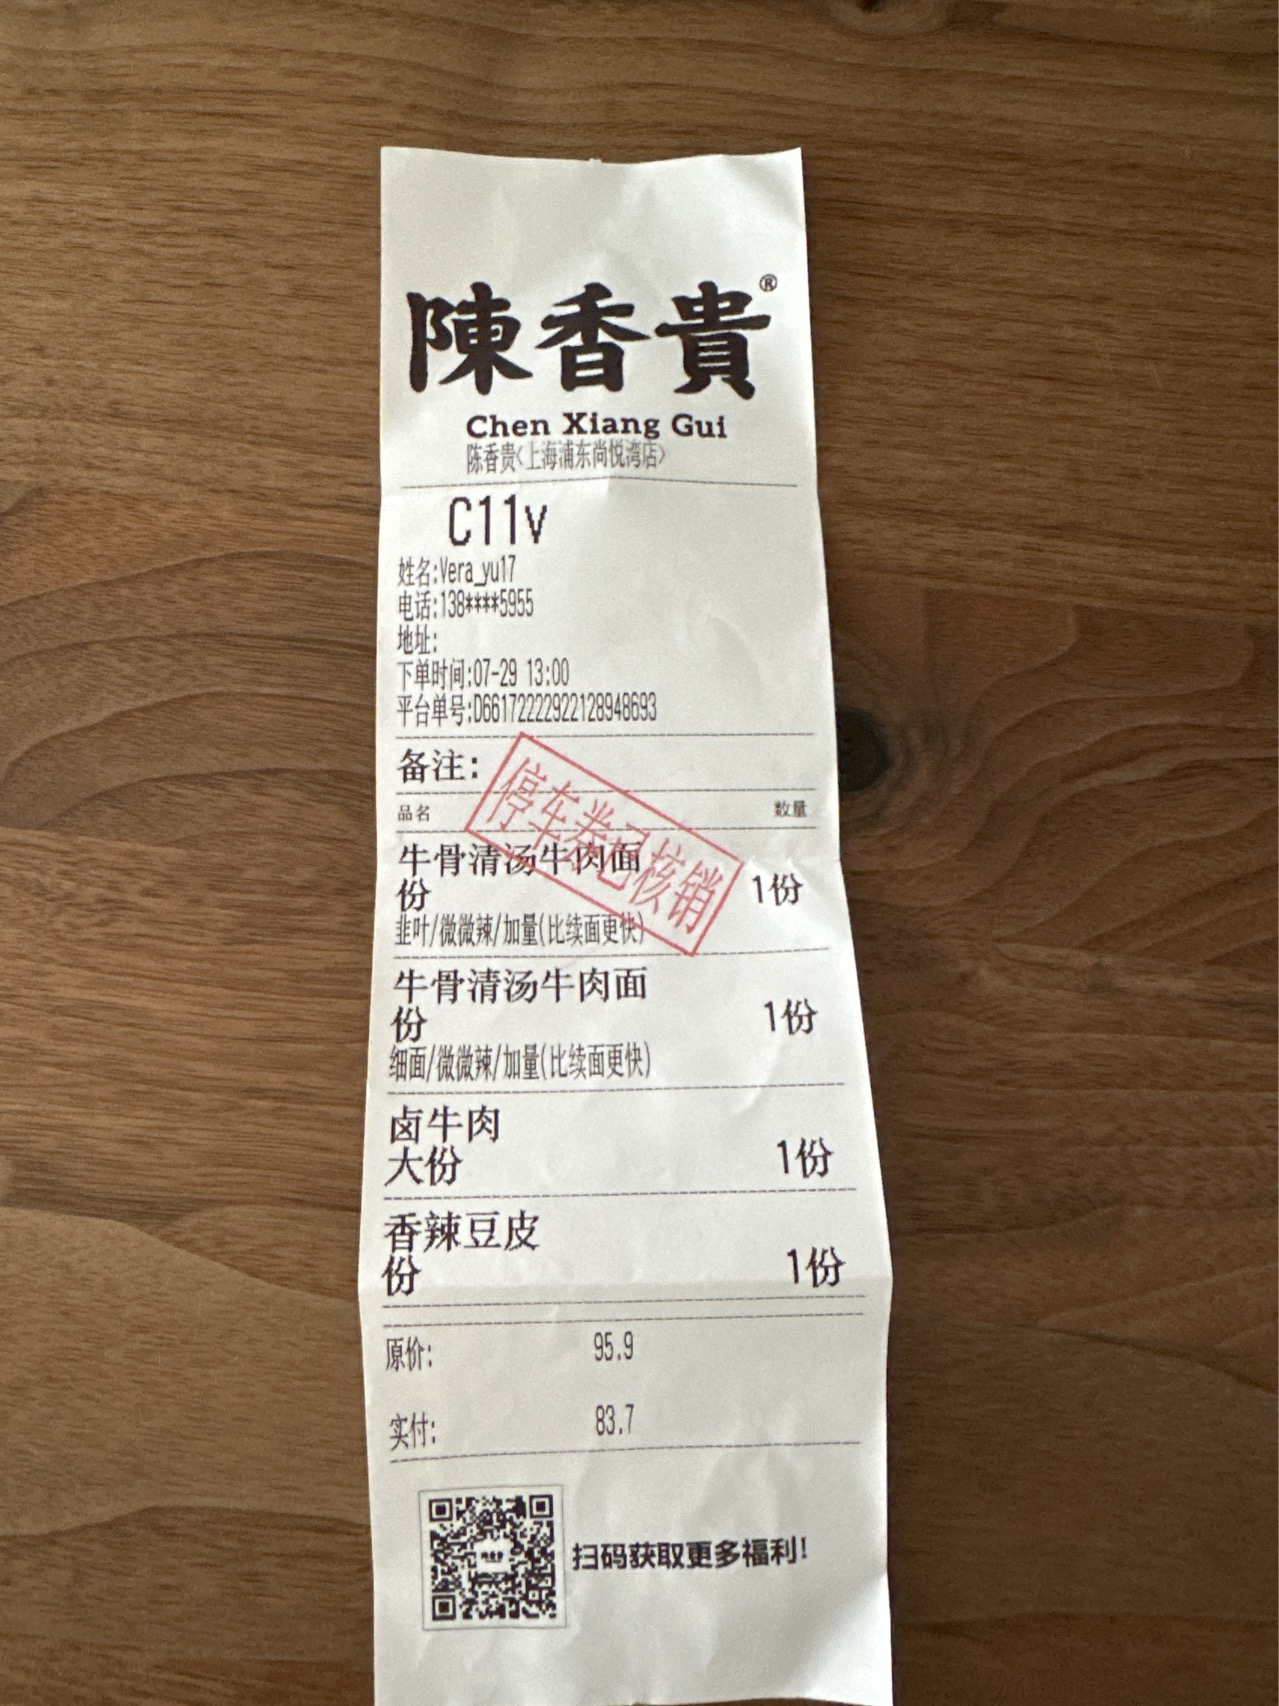 陳香貴®
Chen Xiang Gui
陈香贵<上海浦东尚悦湾店>
C11v
姓名:Vera_yu17
电话:138****5955
地址:
下单时间:07-29 13:00
平台单号:D66172222922128948693
备注:
停车券已核销
品名 数量
牛骨清汤牛肉面
份 1份
韭叶/微微辣/加量(比续面更快)
牛骨清汤牛肉面
份 1份
细面/微微辣/加量(比续面更快)
卤牛肉
大份 1份
香辣豆皮
份 1份
原价: 95.9
实付: 83.7
扫码获取更多福利!